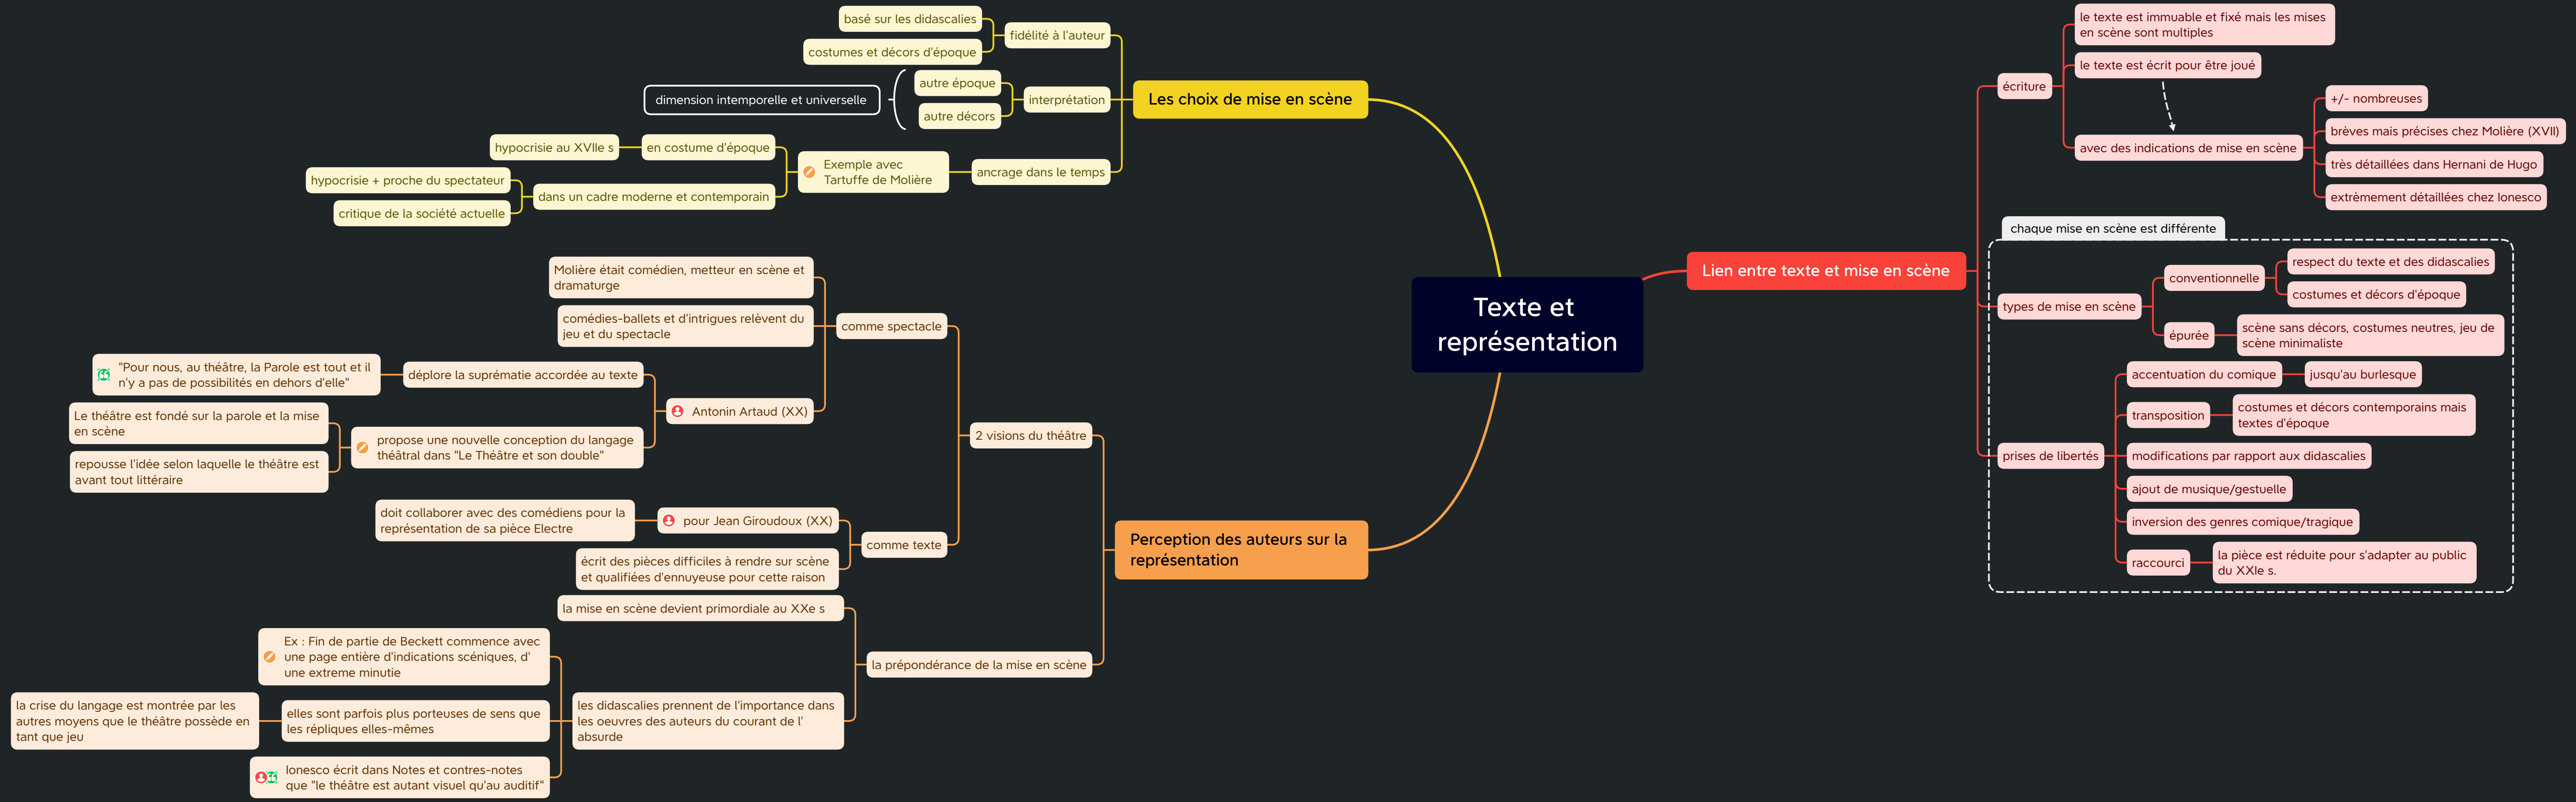 Texte et
représentation
Lien entre texte et mise en scène
écriture
le texte est immuable et fixé mais les mises
en scène sont multiples
le texte est écrit pour être joué
avec des indications de mise en scène
+/- nombreuses
brèves mais précises chez Molière (XVII)
très détaillées dans Hernani de Hugo
extrèmement détaillées chez Ionesco
chaque mise en scène est différente
types de mise en scène
conventionnelle
respect du texte et des didascalies
costumes et décors d'époque
épurée
scène sans décors, costumes neutres, jeu de
scène minimaliste
prises de libertés
accentuation du comique
jusqu'au burlesque
transposition
costumes et décors contemporains mais
textes d'époque
modifications par rapport aux didascalies
ajout de musique/gestuelle
inversion des genres comique/tragique
raccourci
la pièce est réduite pour s'adapter au public
du XXIe s.
Perception des auteurs sur la
représentation
2 visions du théâtre
comme spectacle
Molière était comédien, metteur en scène et
dramaturge
comédies-ballets et d'intrigues relèvent du
jeu et du spectacle
Antonin Artaud (XX)
déplore la suprématie accordée au texte
"Pour nous, au théâtre, la Parole est tout et il
n'y a pas de possibilités en dehors d'elle"
propose une nouvelle conception du langage
théâtral dans "Le Théâtre et son double"
Le théâtre est fondé sur la parole et la mise
en scène
repousse l'idée selon laquelle le théâtre est
avant tout littéraire
comme texte
pour Jean Giroudoux (XX)
doit collaborer avec des comédiens pour la
représentation de sa pièce Electre
écrit des pièces difficiles à rendre sur scène
et qualifiées d'ennuyeuse pour cette raison
la prépondérance de la mise en scène
la mise en scène devient primordiale au XXe s
les didascalies prennent de l'importance dans
les oeuvres des auteurs du courant de l'
absurde
Ex : Fin de partie de Beckett commence avec
une page entière d'indications scéniques, d'
une extreme minutie
elles sont parfois plus porteuses de sens que
les répliques elles-mêmes
la crise du langage est montrée par les
autres moyens que le théâtre possède en
tant que jeu
Ionesco écrit dans Notes et contres-notes
que "le théâtre est autant visuel qu'au auditif"
Les choix de mise en scène
fidélité à l'auteur
basé sur les didascalies
costumes et décors d'époque
interprétation
autre époque
autre décors
dimension intemporelle et universelle
ancrage dans le temps
Exemple avec
Tartuffe de Molière
en costume d'époque
hypocrisie au XVIIe s
dans un cadre moderne et contemporain
hypocrisie + proche du spectateur
critique de la société actuelle